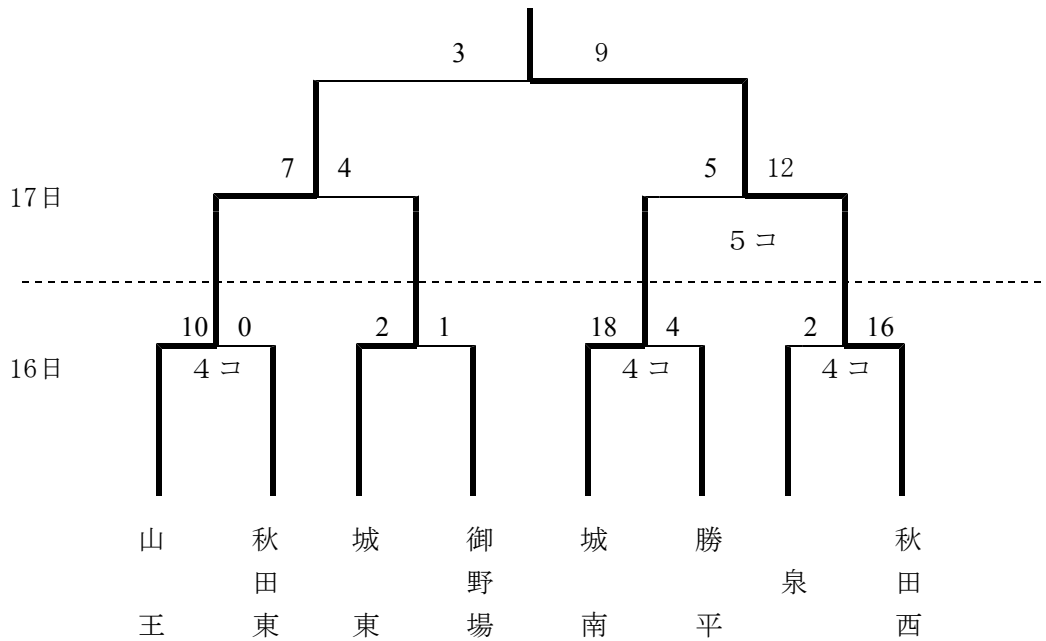 3 9
7 4 5 12
17日
5コ
10 0 2 1 18 4 2 16
16日 4コ 4コ 4コ
山王 秋田東 城東 御野場 城南 勝平 泉 秋田西